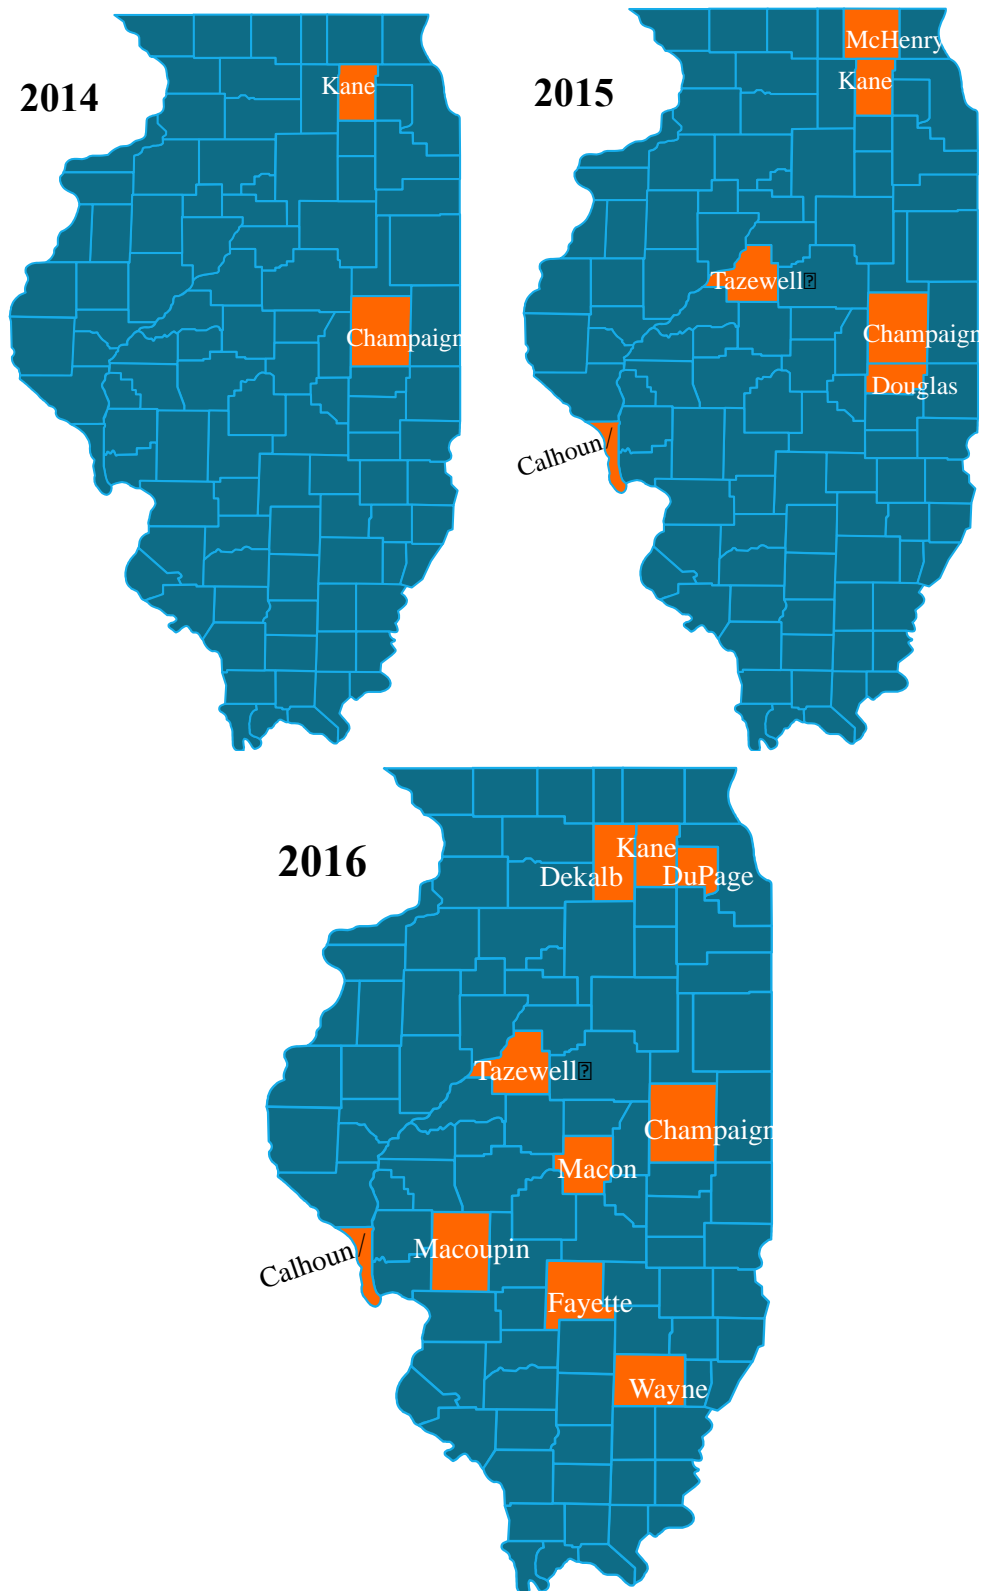 2014
Kane
Champaign
2015
McHenry
Kane
Tazewell
Champaign
Douglas
Calhoun
2016
Kane
Dekalb
DuPage
Tazewell
Champaign
Macon
Macoupin
Calhoun
Fayette
Wayne